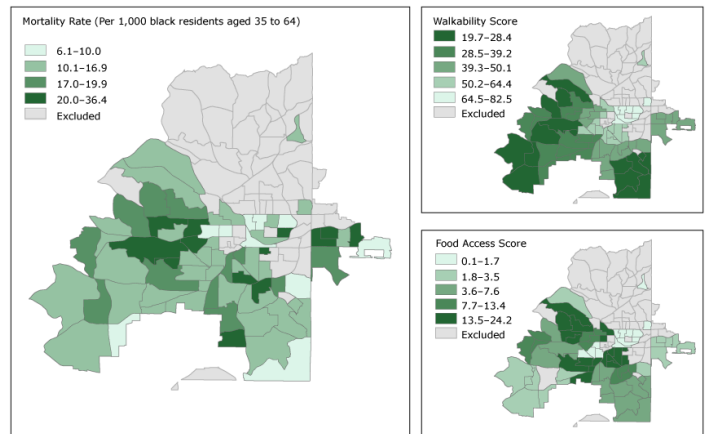 Mortality Rate (Per 1,000 black residents aged 35 to 64)
6.1–10.0
10.1–16.9
17.0–19.9
20.0–36.4
Excluded
Walkability Score
19.7–28.4
28.5–39.2
39.3–50.1
50.2–64.4
64.5–82.5
Excluded
Food Access Score
0.1–1.7
1.8–3.5
3.6–7.6
7.7–13.4
13.5–24.2
Excluded